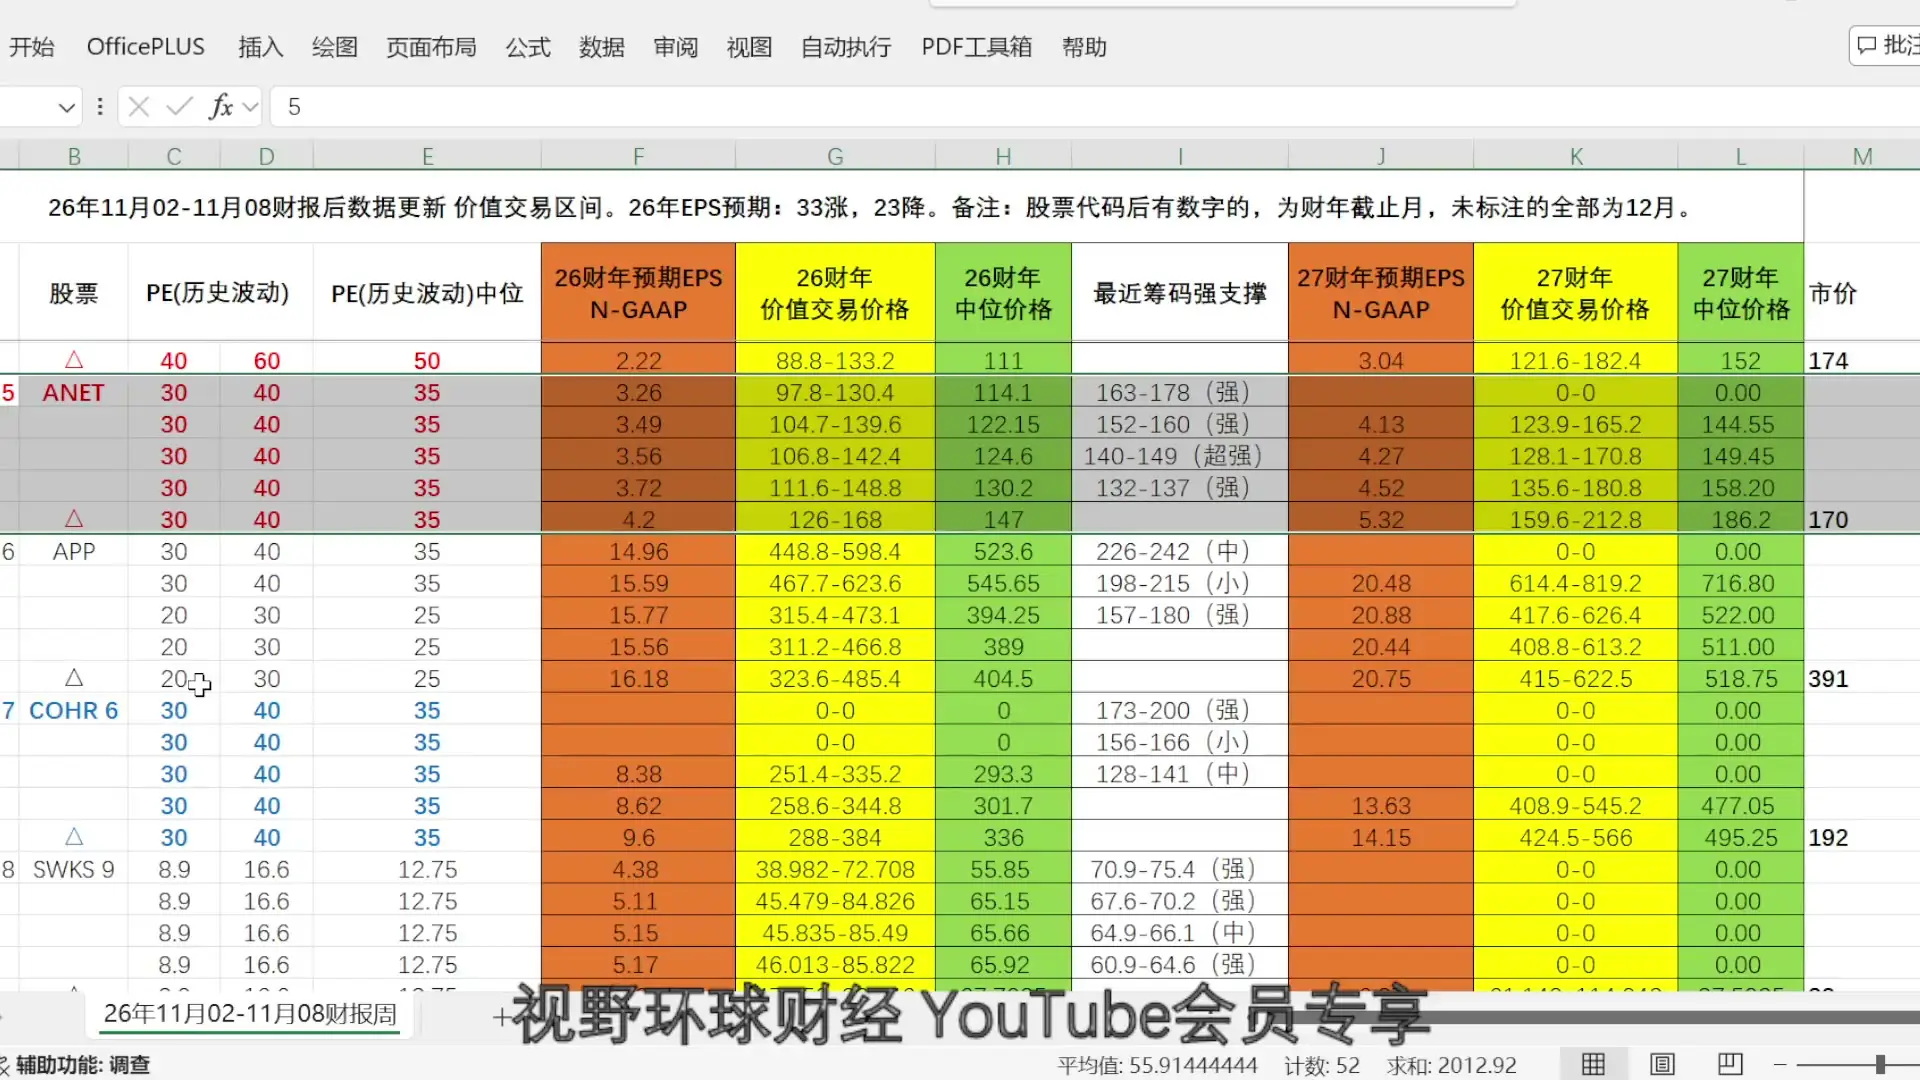 开始 OfficePLUS 插入 绘图 页面布局 公式 数据 审阅 视图 自动执行 PDF工具箱 帮助 批注
fx 5
B C D E F G H I J K L M
26年11月02-11月08财报后数据更新 价值交易区间。26年EPS预期：33涨，23降。备注：股票代码后有数字的，为财年截止月，未标注的全部为12月。
股票 PE(历史波动) PE(历史波动)中位 26财年预期EPS N-GAAP 26财年 价值交易价格 26财年 中位价格 最近筹码强支撑 27财年预期EPS N-GAAP 27财年 价值交易价格 27财年 中位价格 市价
△ 40 60 50 2.22 88.8-133.2 111 3.04 121.6-182.4 152 174
5 ANET 30 40 35 3.26 97.8-130.4 114.1 163-178（强） 0-0 0.00
30 40 35 3.49 104.7-139.6 122.15 152-160（强） 4.13 123.9-165.2 144.55
30 40 35 3.56 106.8-142.4 124.6 140-149（超强） 4.27 128.1-170.8 149.45
30 40 35 3.72 111.6-148.8 130.2 132-137（强） 4.52 135.6-180.8 158.20
△ 30 40 35 4.2 126-168 147 5.32 159.6-212.8 186.2 170
6 APP 30 40 35 14.96 448.8-598.4 523.6 226-242（中） 0-0 0.00
30 40 35 15.59 467.7-623.6 545.65 198-215（小） 20.48 614.4-819.2 716.80
20 30 25 15.77 315.4-473.1 394.25 157-180（强） 20.88 417.6-626.4 522.00
20 30 25 15.56 311.2-466.8 389 20.44 408.8-613.2 511.00
△ 20 30 25 16.18 323.6-485.4 404.5 20.75 415-622.5 518.75 391
7 COHR 6 30 40 35 0-0 0 173-200（强） 0-0 0.00
30 40 35 0-0 0 156-166（小） 0-0 0.00
30 40 35 8.38 251.4-335.2 293.3 128-141（中） 0-0 0.00
30 40 35 8.62 258.6-344.8 301.7 13.63 408.9-545.2 477.05
△ 30 40 35 9.6 288-384 336 14.15 424.5-566 495.25 192
8 SWKS 9 8.9 16.6 12.75 4.38 38.982-72.708 55.85 70.9-75.4（强） 0-0 0.00
8.9 16.6 12.75 5.11 45.479-84.826 65.15 67.6-70.2（强） 0-0 0.00
8.9 16.6 12.75 5.15 45.835-85.49 65.66 64.9-66.1（中） 0-0 0.00
8.9 16.6 12.75 5.17 46.013-85.822 65.92 60.9-64.6（强） 0-0 0.00
26年11月02-11月08财报周 +
视野环球财经 YouTube会员专享
辅助功能: 调查 平均值: 55.91444444 计数: 52 求和: 2012.92